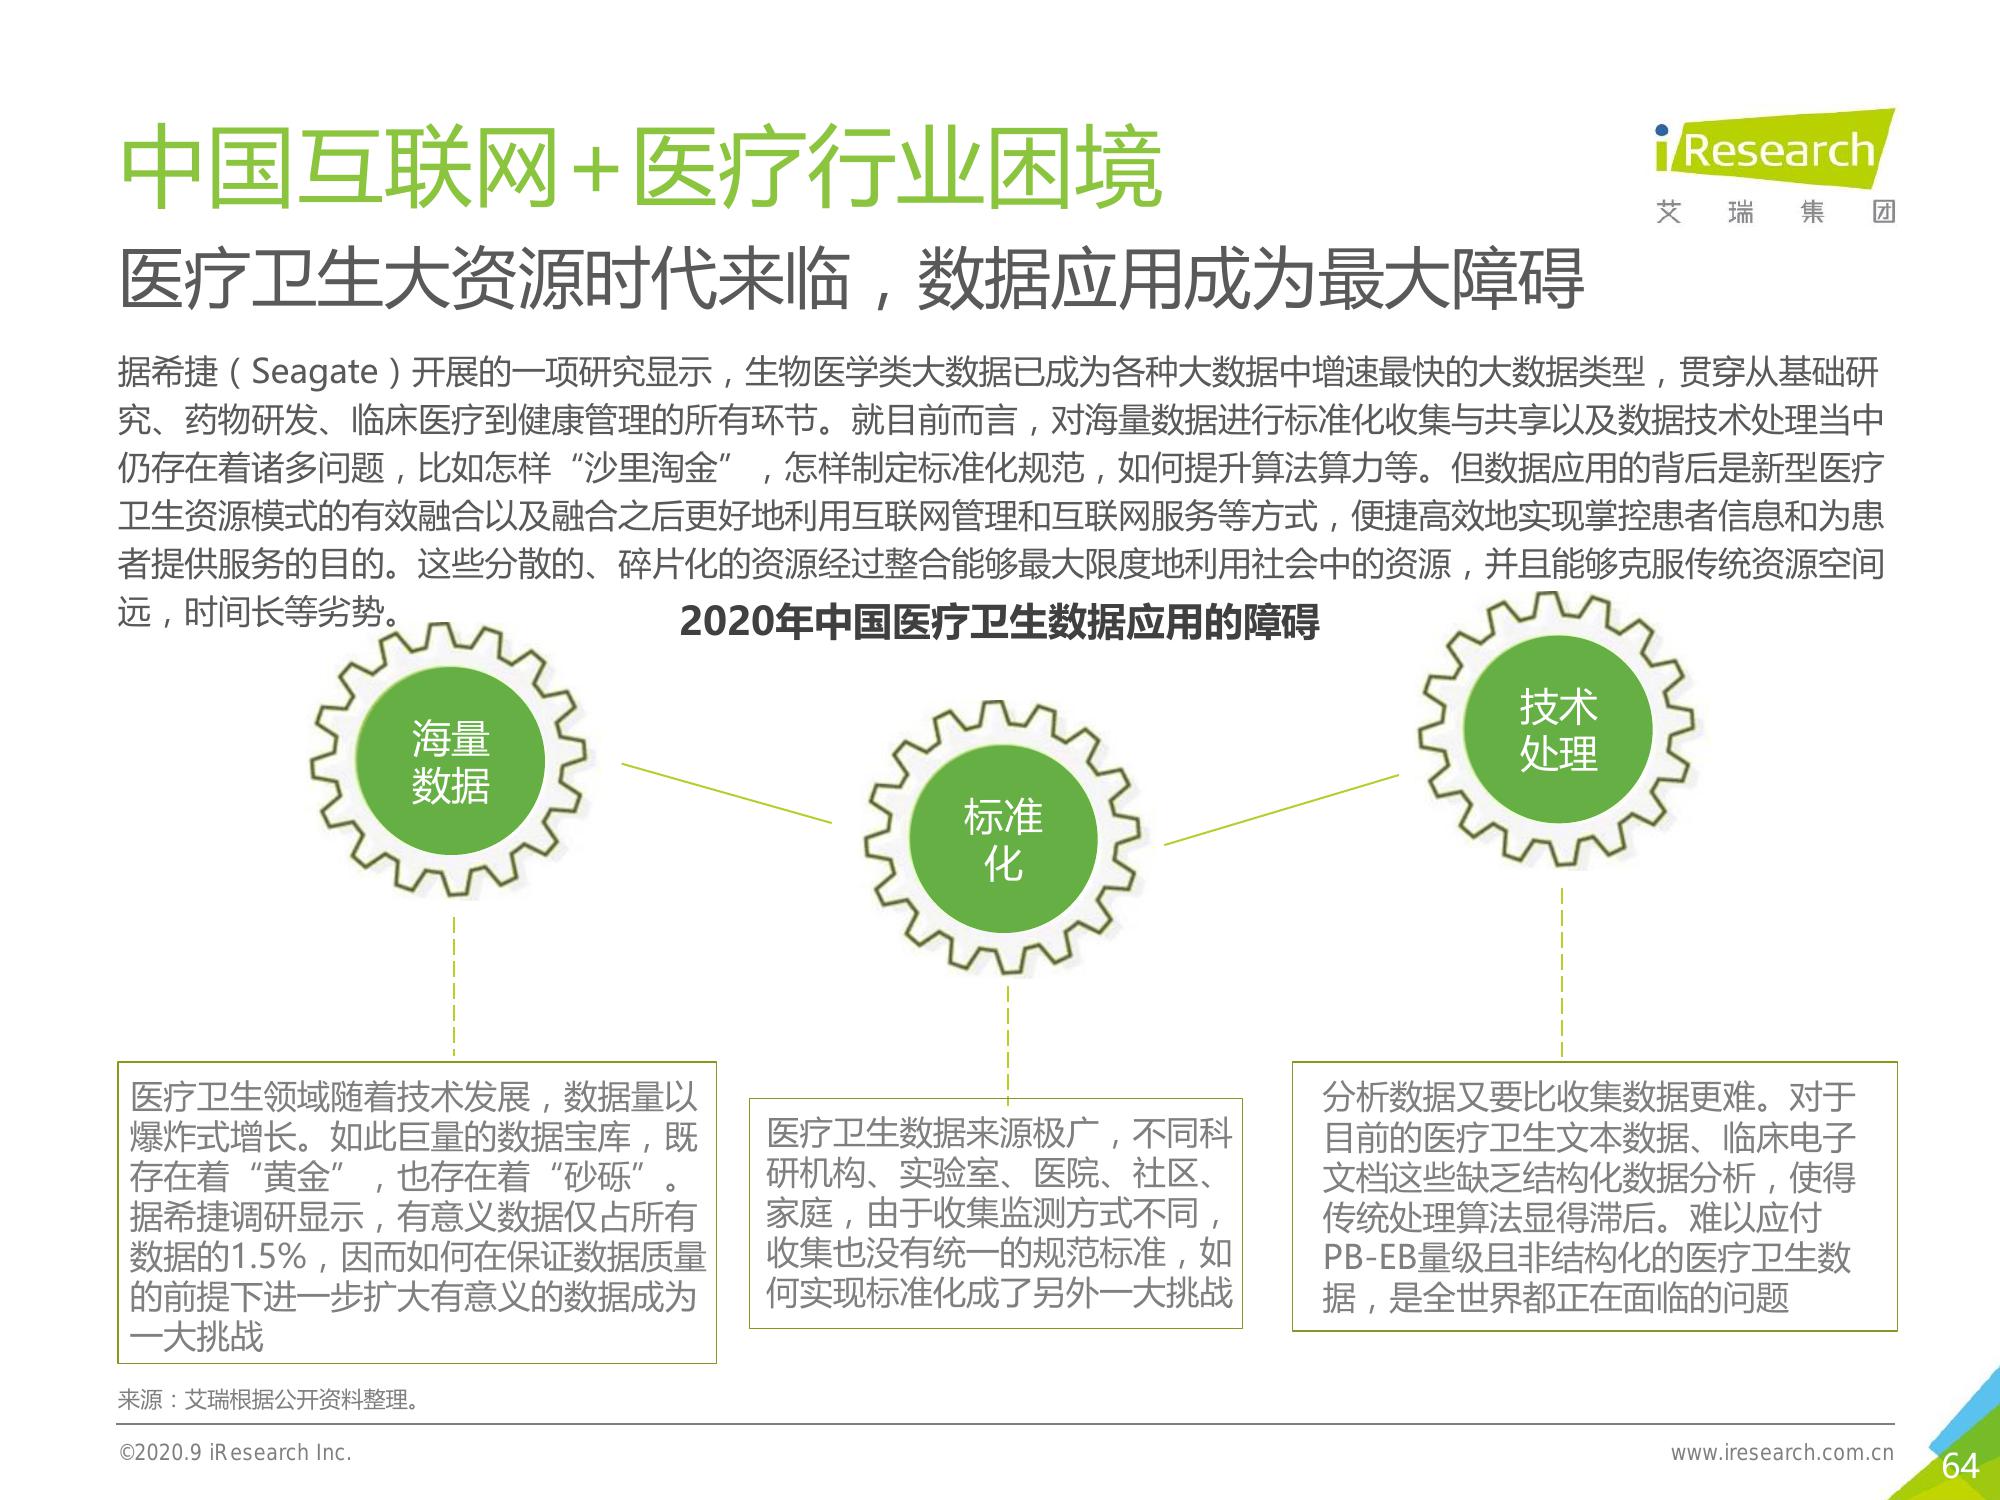 中国互联网+医疗行业困境
iResearch
艾瑞集团
医疗卫生大资源时代来临，数据应用成为最大障碍
据希捷（Seagate）开展的一项研究显示，生物医学类大数据已成为各种大数据中增速最快的大数据类型，贯穿从基础研
究、药物研发、临床医疗到健康管理的所有环节。就目前而言，对海量数据进行标准化收集与共享以及数据技术处理当中
仍存在着诸多问题，比如怎样“沙里淘金”，怎样制定标准化规范，如何提升算法算力等。但数据应用的背后是新型医疗
卫生资源模式的有效融合以及融合之后更好地利用互联网管理和互联网服务等方式，便捷高效地实现掌控患者信息和为患
者提供服务的目的。这些分散的、碎片化的资源经过整合能够最大限度地利用社会中的资源，并且能够克服传统资源空间
远，时间长等劣势。
2020年中国医疗卫生数据应用的障碍
海量
数据
标准
化
技术
处理
医疗卫生领域随着技术发展，数据量以
爆炸式增长。如此巨量的数据宝库，既
存在着“黄金”，也存在着“砂砾”。
据希捷调研显示，有意义数据仅占所有
数据的1.5%，因而如何在保证数据质量
的前提下进一步扩大有意义的数据成为
一大挑战
医疗卫生数据来源极广，不同科
研机构、实验室、医院、社区、
家庭，由于收集监测方式不同，
收集也没有统一的规范标准，如
何实现标准化成了另外一大挑战
分析数据又要比收集数据更难。对于
目前的医疗卫生文本数据、临床电子
文档这些缺乏结构化数据分析，使得
传统处理算法显得滞后。难以应付
PB-EB量级且非结构化的医疗卫生数
据，是全世界都正在面临的问题
来源：艾瑞根据公开资料整理。
©2020.9 iResearch Inc.
www.iresearch.com.cn
64